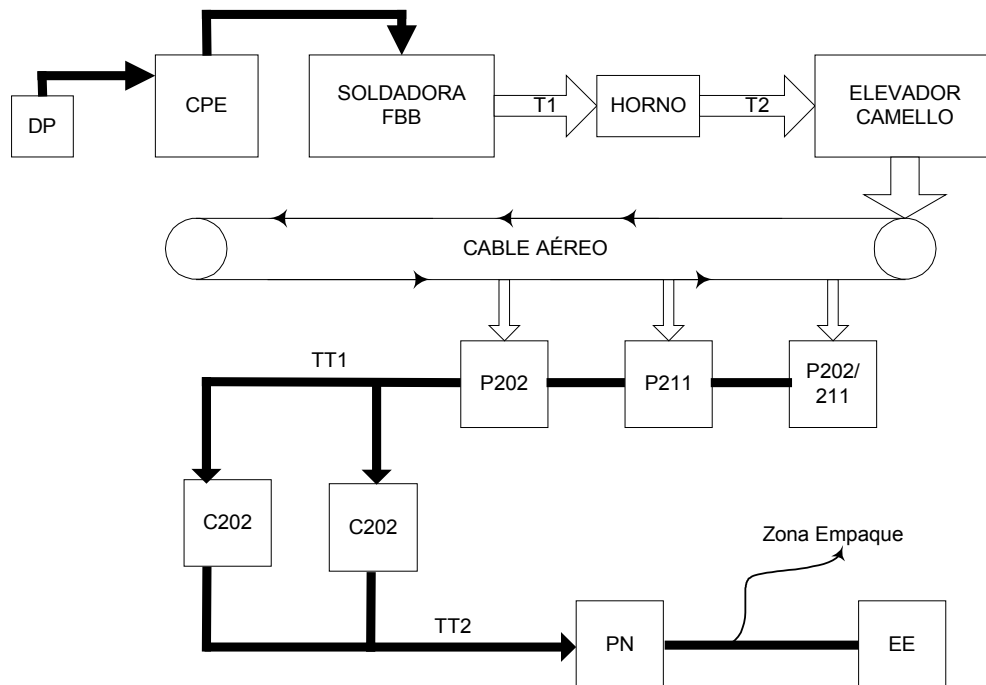 DP
CPE
SOLDADORA
FBB
T1
HORNO
T2
ELEVADOR
CAMELLO
CABLE AÉREO
P202
P211
P202/
211
TT1
C202
C202
Zona Empaque
TT2
PN
EE